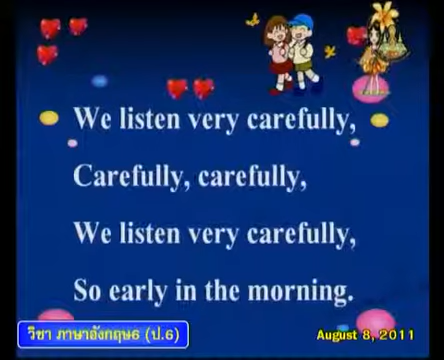 We listen very carefully,
Carefully, carefully,
We listen very carefully,
So early in the morning.
วิชา ภาษาอังกฤษ6 (ป.6)
August 8, 2011